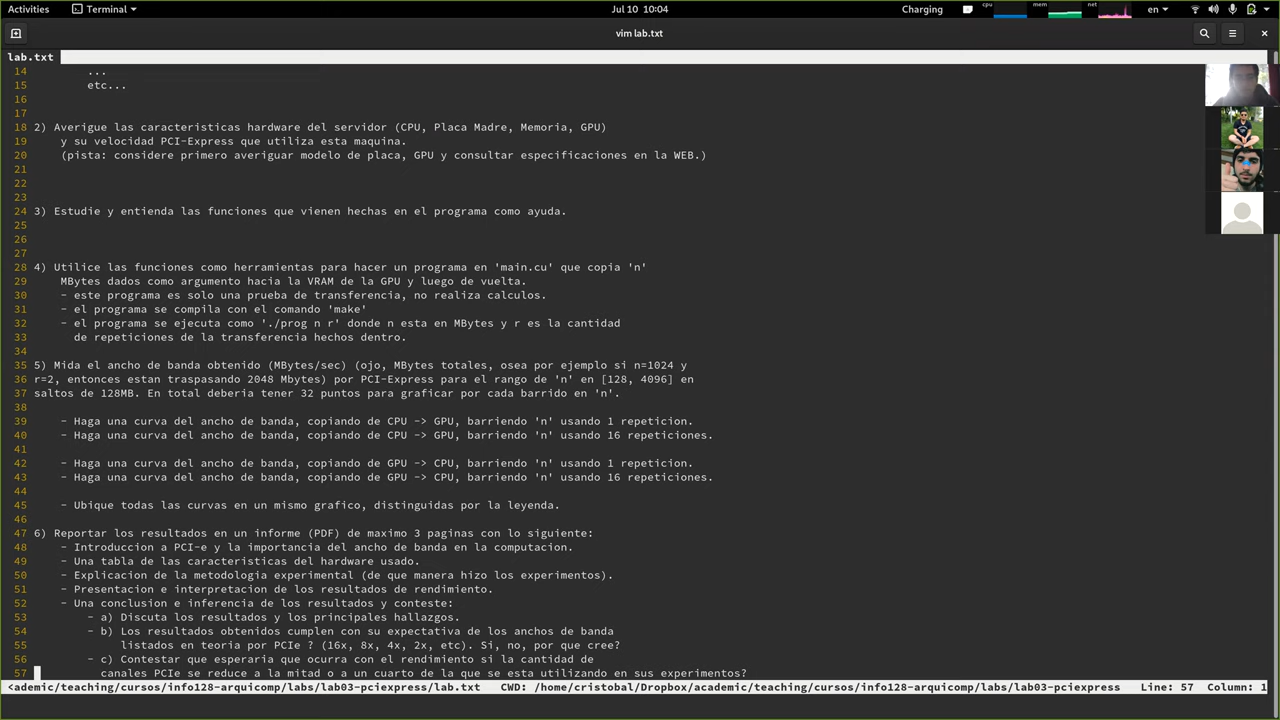 Activities Terminal Jul 10 10:04 Charging cpu mem net en
vim lab.txt
lab.txt
14 ...
15 etc...
16
17
18 2) Averigue las caracteristicas hardware del servidor (CPU, Placa Madre, Memoria, GPU)
19 y su velocidad PCI-Express que utiliza esta maquina.
20 (pista: considere primero averiguar modelo de placa, GPU y consultar especificaciones en la WEB.)
21
22
23
24 3) Estudie y entienda las funciones que vienen hechas en el programa como ayuda.
25
26
27
28 4) Utilice las funciones como herramientas para hacer un programa en 'main.cu' que copia 'n'
29 MBytes dados como argumento hacia la VRAM de la GPU y luego de vuelta.
30 - este programa es solo una prueba de transferencia, no realiza calculos.
31 - el programa se compila con el comando 'make'
32 - el programa se ejecuta como './prog n r' donde n esta en MBytes y r es la cantidad
33 de repeticiones de la transferencia hechos dentro.
34
35 5) Mida el ancho de banda obtenido (MBytes/sec) (ojo, MBytes totales, osea por ejemplo si n=1024 y
36 r=2, entonces estan traspasando 2048 Mbytes) por PCI-Express para el rango de 'n' en [128, 4096] en
37 saltos de 128MB. En total deberia tener 32 puntos para graficar por cada barrido en 'n'.
38
39 - Haga una curva del ancho de banda, copiando de CPU -> GPU, barriendo 'n' usando 1 repeticion.
40 - Haga una curva del ancho de banda, copiando de CPU -> GPU, barriendo 'n' usando 16 repeticiones.
41
42 - Haga una curva del ancho de banda, copiando de GPU -> CPU, barriendo 'n' usando 1 repeticion.
43 - Haga una curva del ancho de banda, copiando de GPU -> CPU, barriendo 'n' usando 16 repeticiones.
44
45 - Ubique todas las curvas en un mismo grafico, distinguidas por la leyenda.
46
47 6) Reportar los resultados en un informe (PDF) de maximo 3 paginas con lo siguiente:
48 - Introduccion a PCI-e y la importancia del ancho de banda en la computacion.
49 - Una tabla de las caracteristicas del hardware usado.
50 - Explicacion de la metodologia experimental (de que manera hizo los experimentos).
51 - Presentacion e interpretacion de los resultados de rendimiento.
52 - Una conclusion e inferencia de los resultados y conteste:
53 - a) Discuta los resultados y los principales hallazgos.
54 - b) Los resultados obtenidos cumplen con su expectativa de los anchos de banda
55 listados en teoria por PCIe ? (16x, 8x, 4x, 2x, etc). Si, no, por que cree?
56 - c) Contestar que esperaria que ocurra con el rendimiento si la cantidad de
57 canales PCIe se reduce a la mitad o a un cuarto de la que se esta utilizando en sus experimentos?
<ademic/teaching/cursos/info128-arquicomp/labs/lab03-pciexpress/lab.txt CWD: /home/cristobal/Dropbox/academic/teaching/cursos/info128-arquicomp/labs/lab03-pciexpress Line: 57 Column: 1